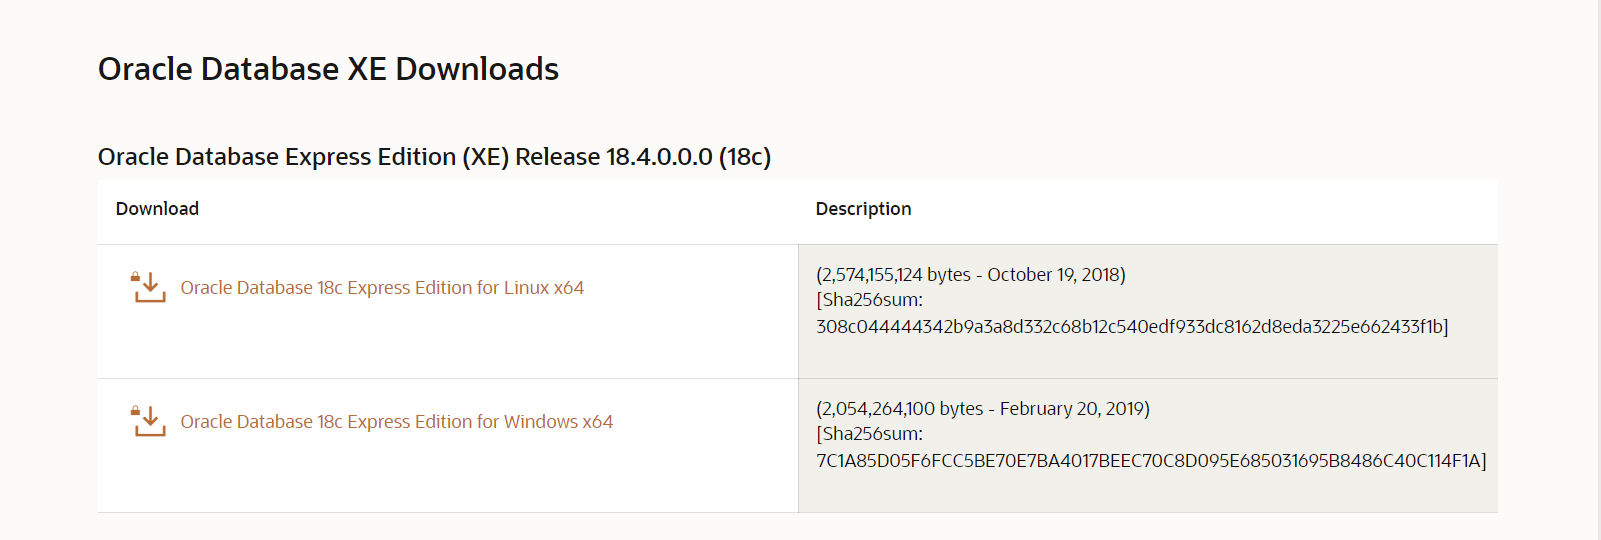 Oracle Database XE Downloads
Oracle Database Express Edition (XE) Release 18.4.0.0.0 (18c)
Download
Description
Oracle Database 18c Express Edition for Linux x64
(2,574,155,124 bytes - October 19, 2018)
[Sha256sum:
308c044444342b9a3a8d332c68b12c540edf933dc8162d8eda3225e662433f1b]
Oracle Database 18c Express Edition for Windows x64
(2,054,264,100 bytes - February 20, 2019)
[Sha256sum:
7C1A85D05F6FCC5BE70E7BA4017BEEC70C8D095E685031695B8486C40C114F1A]